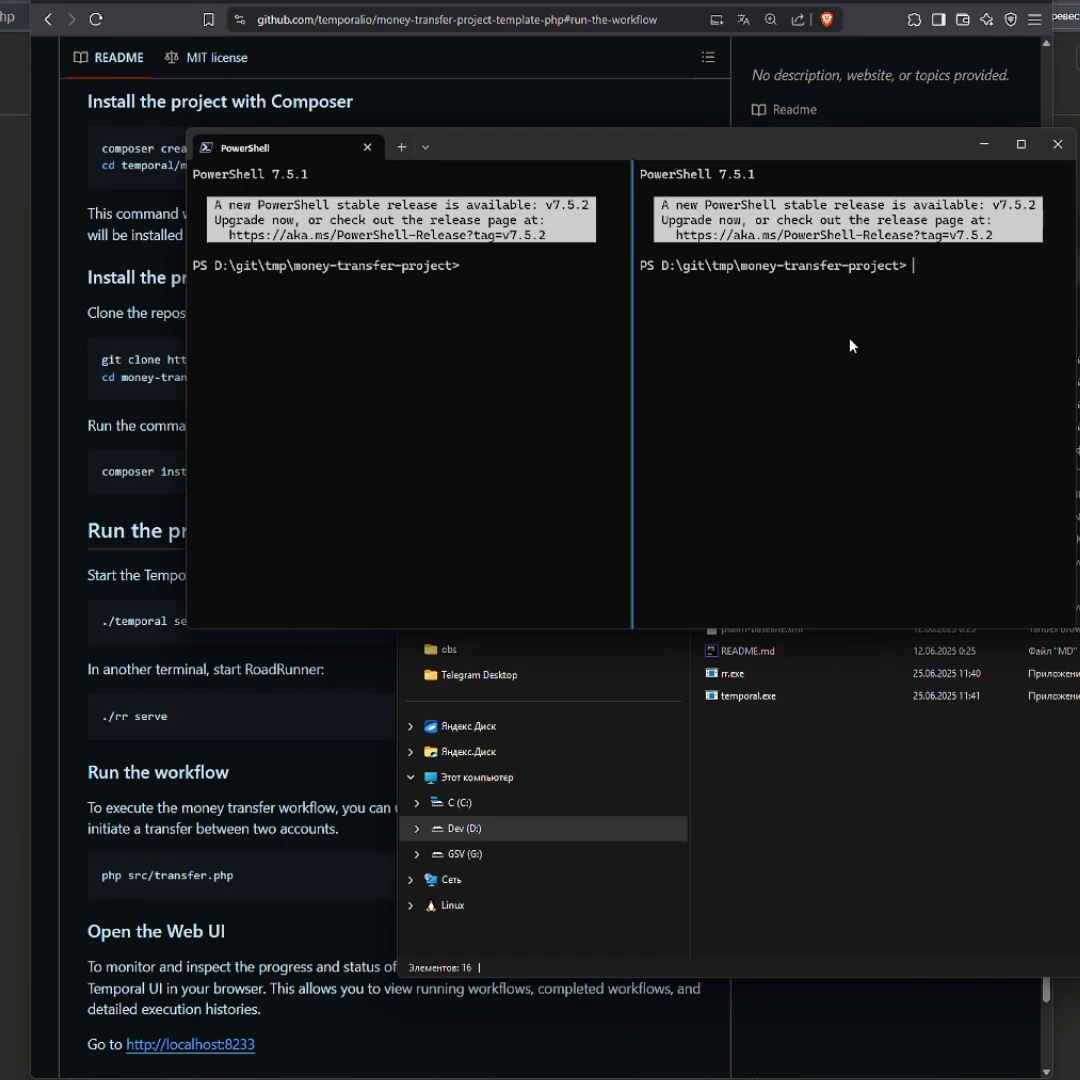 hp
github.com/temporalio/money-transfer-project-template-php#run-the-workflow
README
MIT license
No description, website, or topics provided.
Readme
Install the project with Composer
composer crea
cd temporal/m
This command
will be installed
Install the pr
Clone the repos
git clone htt
cd money-tran
Run the comma
composer inst
Run the pr
Start the Tempo
./temporal se
In another terminal, start RoadRunner:
./rr serve
Run the workflow
To execute the money transfer workflow, you can
initiate a transfer between two accounts.
php src/transfer.php
Open the Web UI
To monitor and inspect the progress and status of
Temporal UI in your browser. This allows you to view running workflows, completed workflows, and
detailed execution histories.
Go to http://localhost:8233
PowerShell
PowerShell 7.5.1
A new PowerShell stable release is available: v7.5.2
Upgrade now, or check out the release page at:
https://aka.ms/PowerShell-Release?tag=v7.5.2
PS D:\git\tmp\money-transfer-project>
PowerShell 7.5.1
A new PowerShell stable release is available: v7.5.2
Upgrade now, or check out the release page at:
https://aka.ms/PowerShell-Release?tag=v7.5.2
PS D:\git\tmp\money-transfer-project>
obs
Telegram Desktop
Яндекс Диск
Яндекс.Диск
Этот компьютер
C (C:)
Dev (D:)
GSV (G:)
Сеть
Linux
psalm-baseline.xml 12.06.2025 0:25
README.md 12.06.2025 0:25 Файл "MD"
rr.exe 25.06.2025 11:40 Приложени
temporal.exe 25.06.2025 11:41 Приложени
Элементов: 16